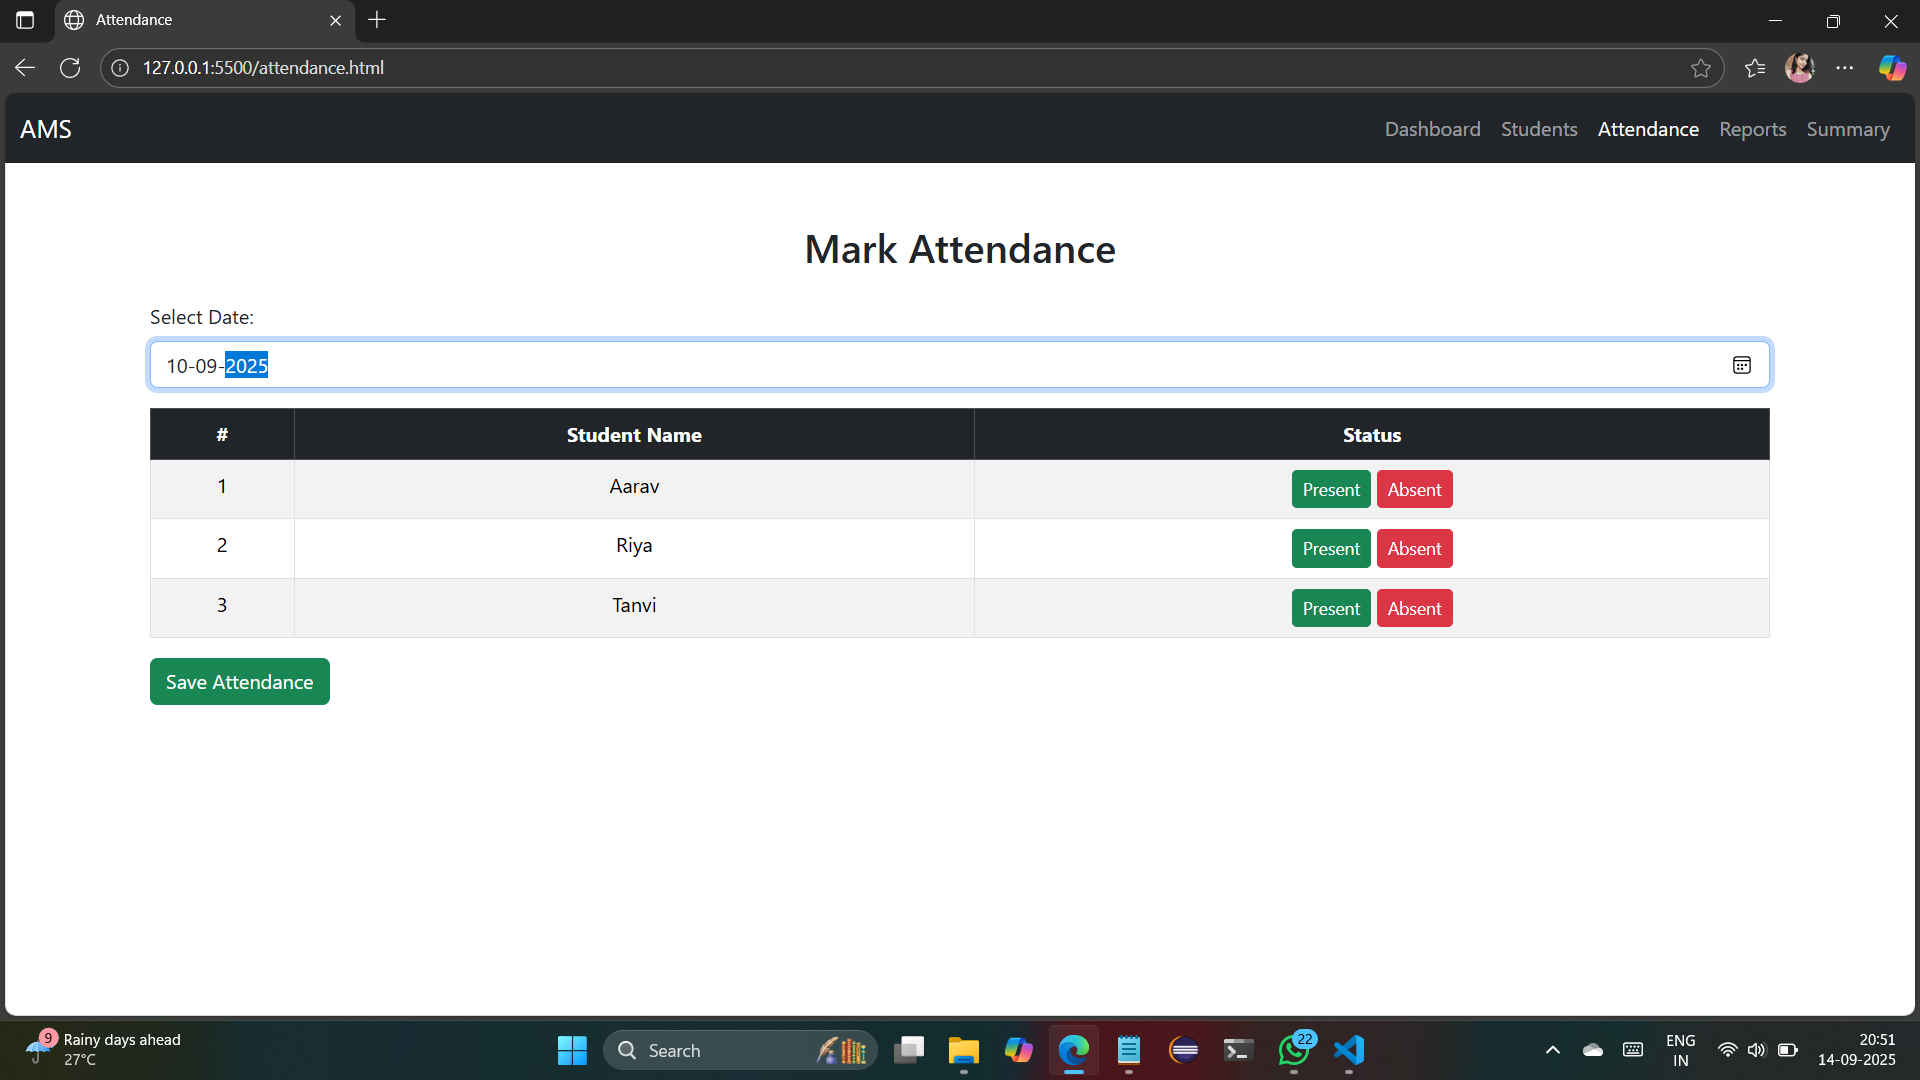 Attendance
127.0.0.1:5500/attendance.html
AMS
Dashboard Students Attendance Reports Summary
Mark Attendance
Select Date:
10-09-2025
# Student Name Status
1 Aarav Present Absent
2 Riya Present Absent
3 Tanvi Present Absent
Save Attendance
9
Rainy days ahead
27°C
Search
22
ENG
IN
20:51
14-09-2025